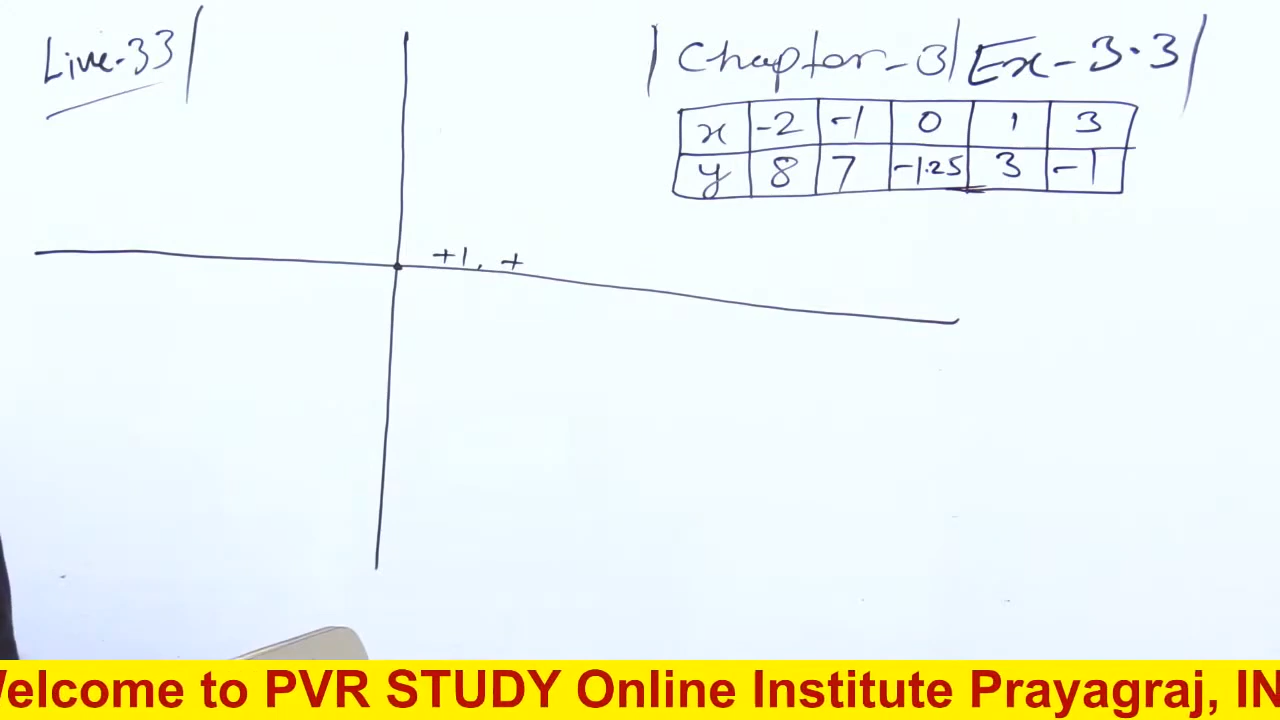 Live-33
| Chapter-3 | Ex-3.3 |
x -2 -1 0 1 3
y 8 7 -1.25 3 -1
+1, +
Welcome to PVR STUDY Online Institute Prayagraj, IN